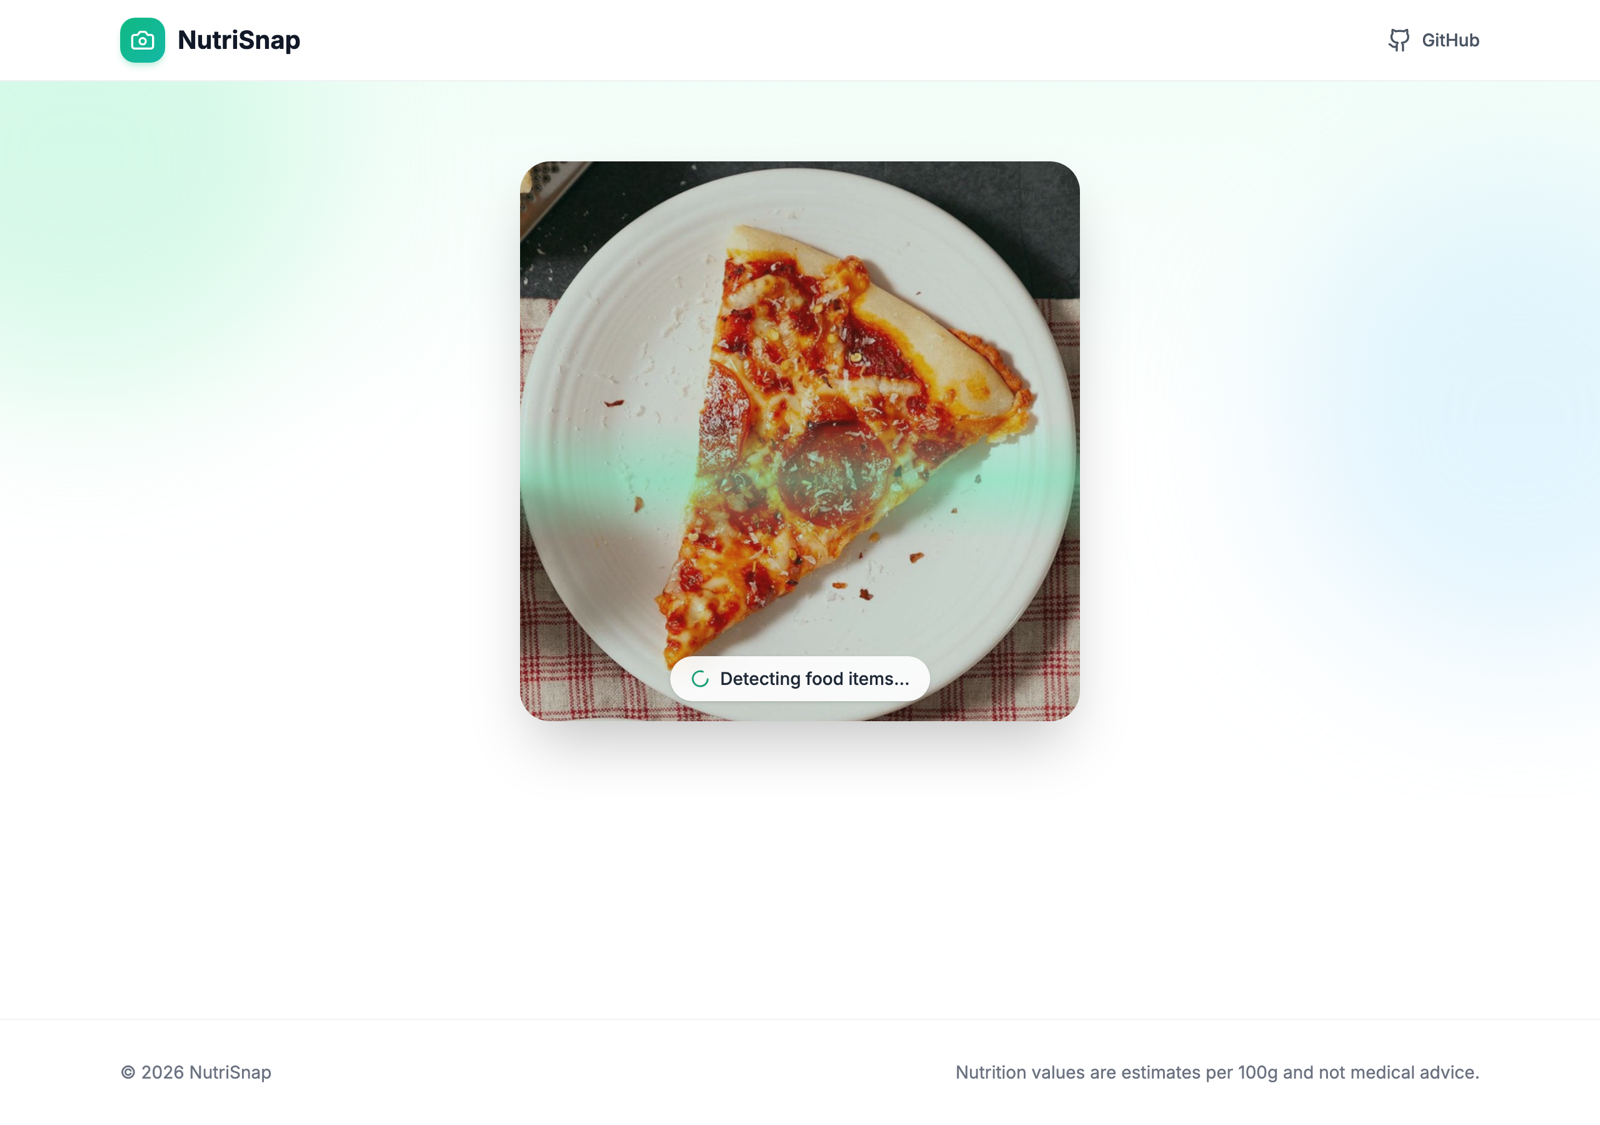 NutriSnap
GitHub
Detecting food items...
© 2026 NutriSnap
Nutrition values are estimates per 100g and not medical advice.